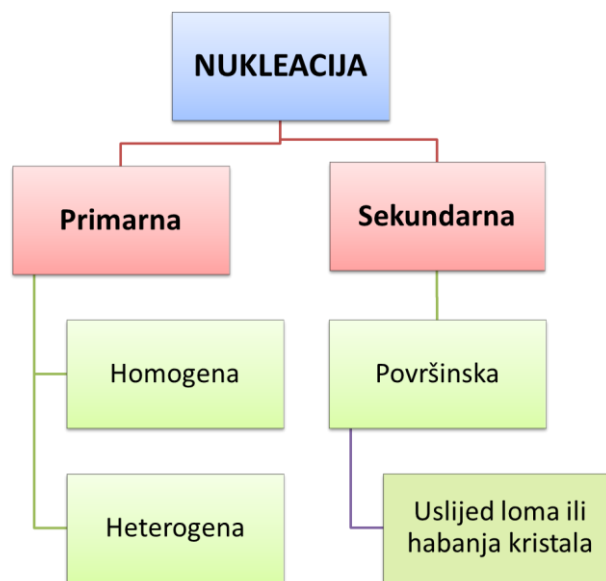 NUKLEACIJA
Primarna
Sekundarna
Homogena
Površinska
Heterogena
Uslijed loma ili
habanja kristala